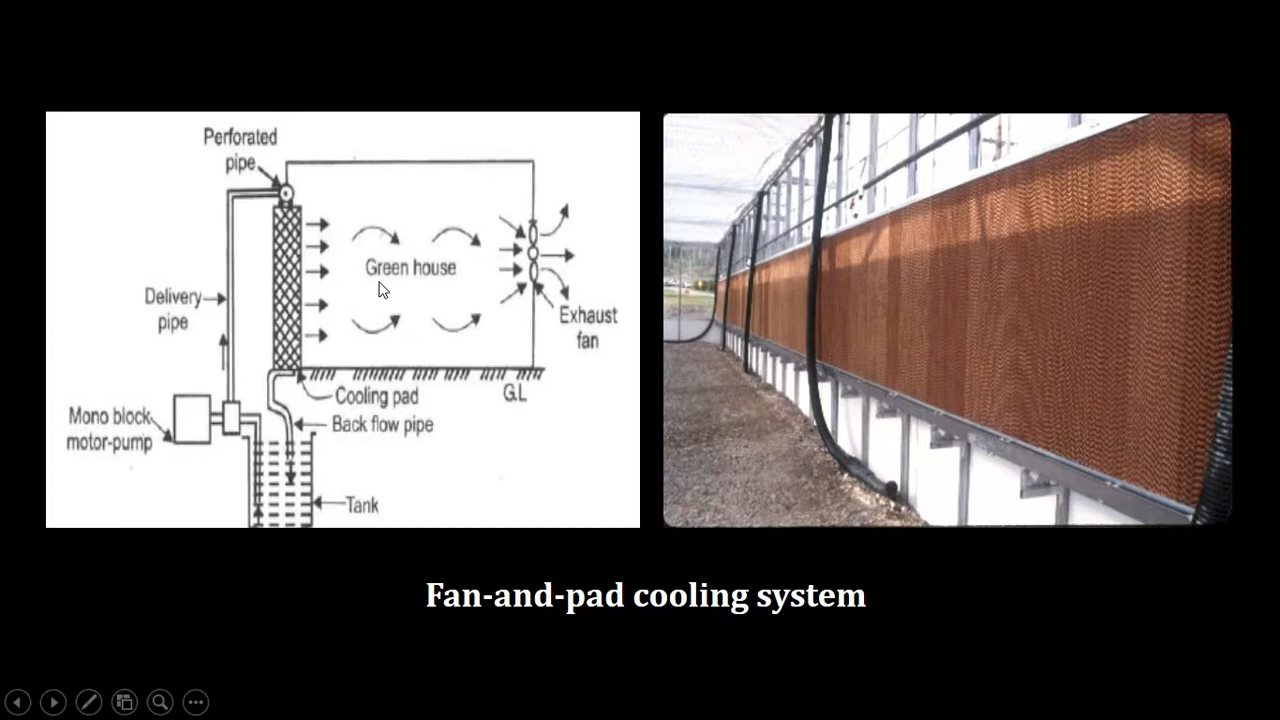 Perforated
pipe
Green house
Delivery
pipe
Exhaust
fan
Cooling pad
G.L
Mono block
motor-pump
Back flow pipe
Tank
Fan-and-pad cooling system